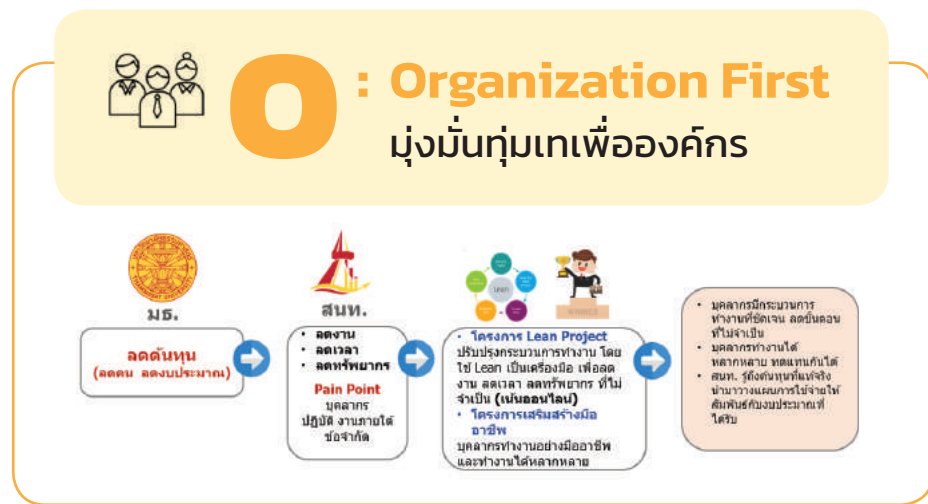 O : Organization First
มุ่งมั่นทุ่มเทเพื่อองค์กร
มธ.
ลดต้นทุน
(ลดคน ลดงบประมาณ)
สนท.
• ลดงาน
• ลดเวลา
• ลดทรัพยากร
Pain Point
บุคลากร
ปฏิบัติ งานภายใต้
ข้อจำกัด
LEAN
• โครงการ Lean Project
ปรับปรุงกระบวนการทำงาน โดย
ใช้ Lean เป็นเครื่องมือ เพื่อลด
งาน ลดเวลา ลดทรัพยากร ที่ไม่
จำเป็น (เน้นออนไลน์)
• โครงการเสริมสร้างมือ
อาชีพ
บุคลากรทำงานอย่างมืออาชีพ
และทำงานได้หลากหลาย
• บุคลากรมีกระบวนการ
ทำงานที่ชัดเจน ลดขั้นตอน
ที่ไม่จำเป็น
• บุคลากรทำงานได้
หลากหลาย ทดแทนกันได้
• สนท. รู้ถึงต้นทุนที่แท้จริง
นำมาวางแผนการใช้จ่ายให้
สัมพันธ์กับงบประมาณที่
ได้รับ